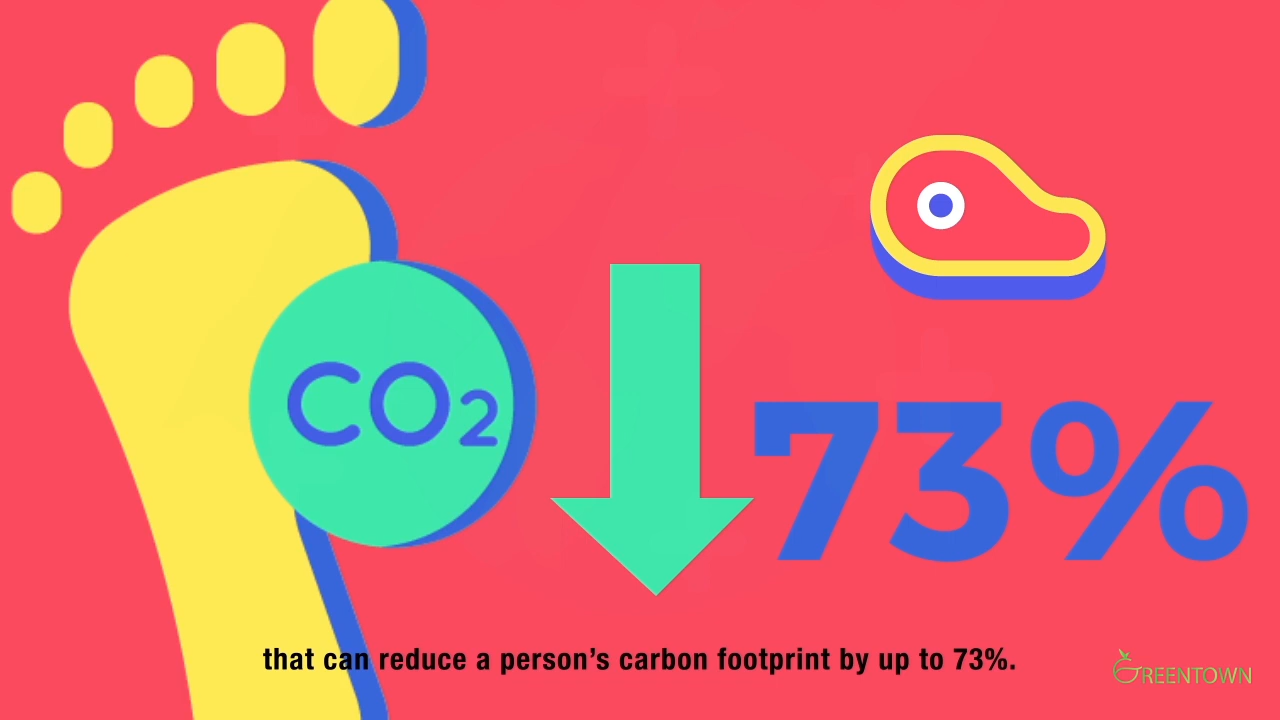 CO2
73%
that can reduce a person’s carbon footprint by up to 73%.
GREENTOWN